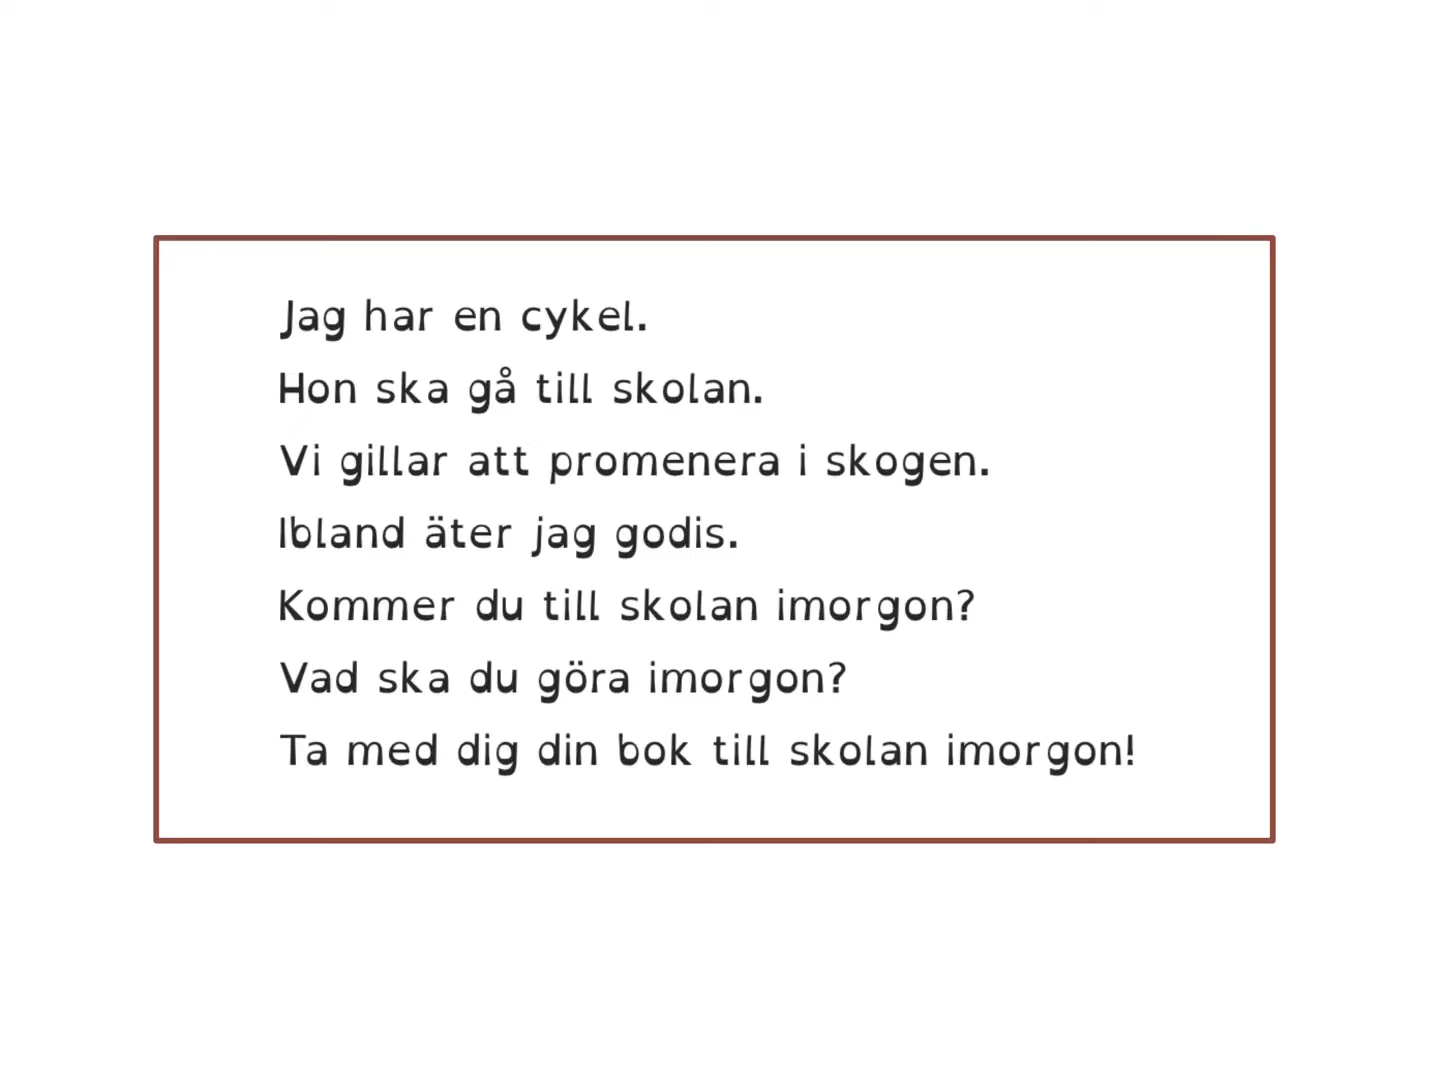 Jag har en cykel.
Hon ska gå till skolan.
Vi gillar att promenera i skogen.
Ibland äter jag godis.
Kommer du till skolan imorgon?
Vad ska du göra imorgon?
Ta med dig din bok till skolan imorgon!